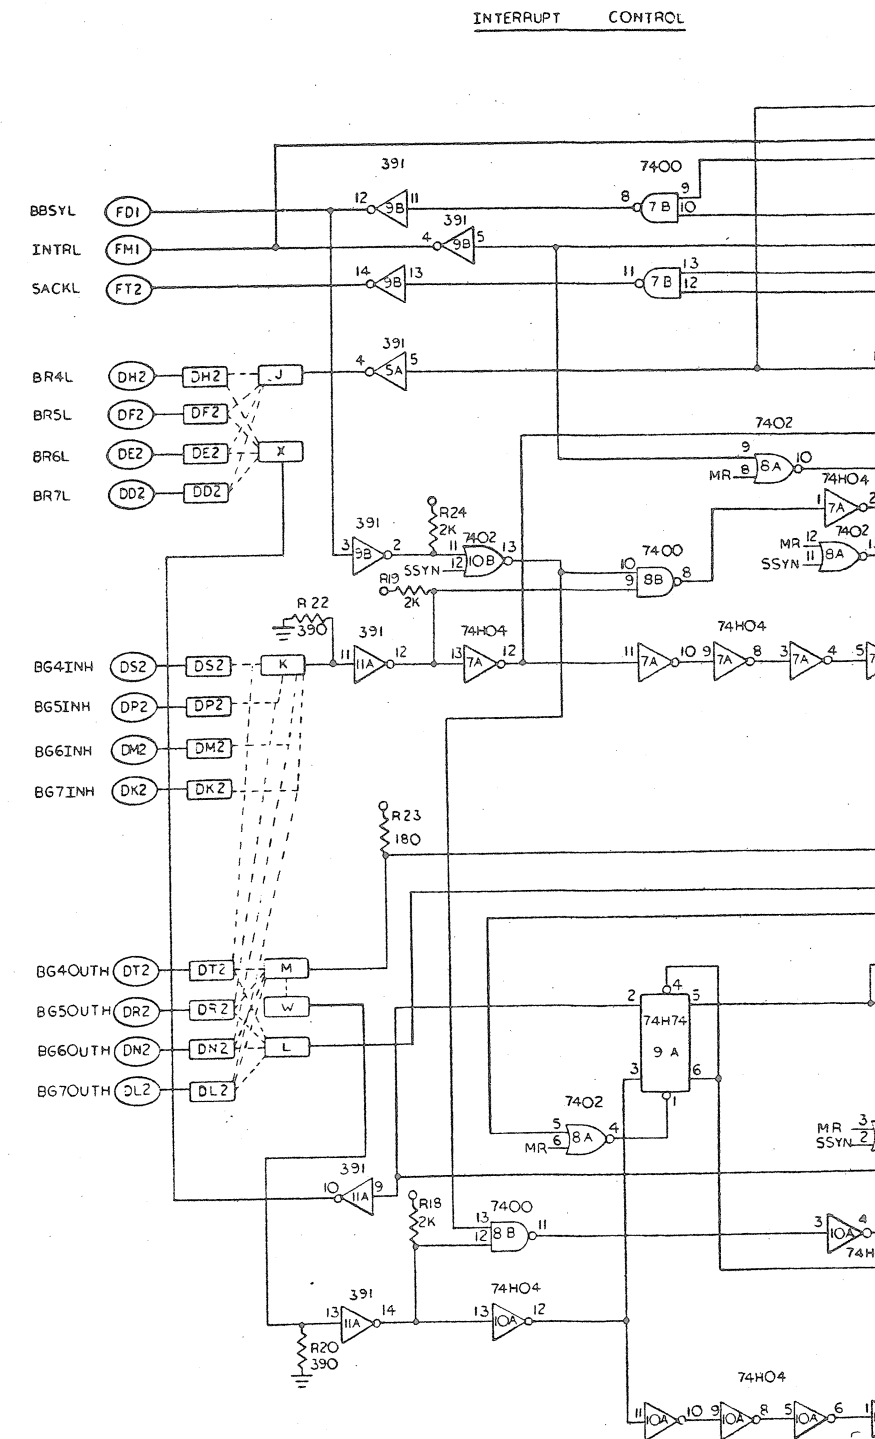 INTERRUPT CONTROL
391
7400
BBSYL FD1 12 9B 11 8 7B 9 10
391
INTRL FM1 4 9B 5
SACKL FT2 14 9B 13 11 7B 13 12
391
BR4L DH2 DH2 J 4 5A 5
BR5L DF2 DF2
7402
BR6L DE2 DE2 X
9 8A 10
MR 8
BR7L DD2 DD2
74H04
1 7A 2
R24 2K
391
3 9B 2
7402
11 10B 13
SSYN 12
7402
MR 12 8A
SSYN 11
7400
10 8B 8
9
R19 2K
R22 390
391
74H04
74H04
BG4INH DS2 DS2 K 11 11A 12 13 7A 12 11 7A 10 9 7A 8 3 7A 4 5
BG5INH DP2 DP2
BG6INH DM2 DM2
BG7INH DK2 DK2
R23
180
BG4OUTH DT2 DT2 M
BG5OUTH DR2 DR2 W
BG6OUTH DN2 DN2 L
BG7OUTH DL2 DL2
4
2 5
74H74
9A
3 6
1
7402
5 8A 4
MR 6
MR 3
SSYN 2
391
10 11A 9
R18
2K
7400
13 8B 11
12
3 10A 4
74H
391
13 11A 14
74H04
13 10A 12
R20
390
74H04
11 10A 10 9 10A 8 5 10A 6 1